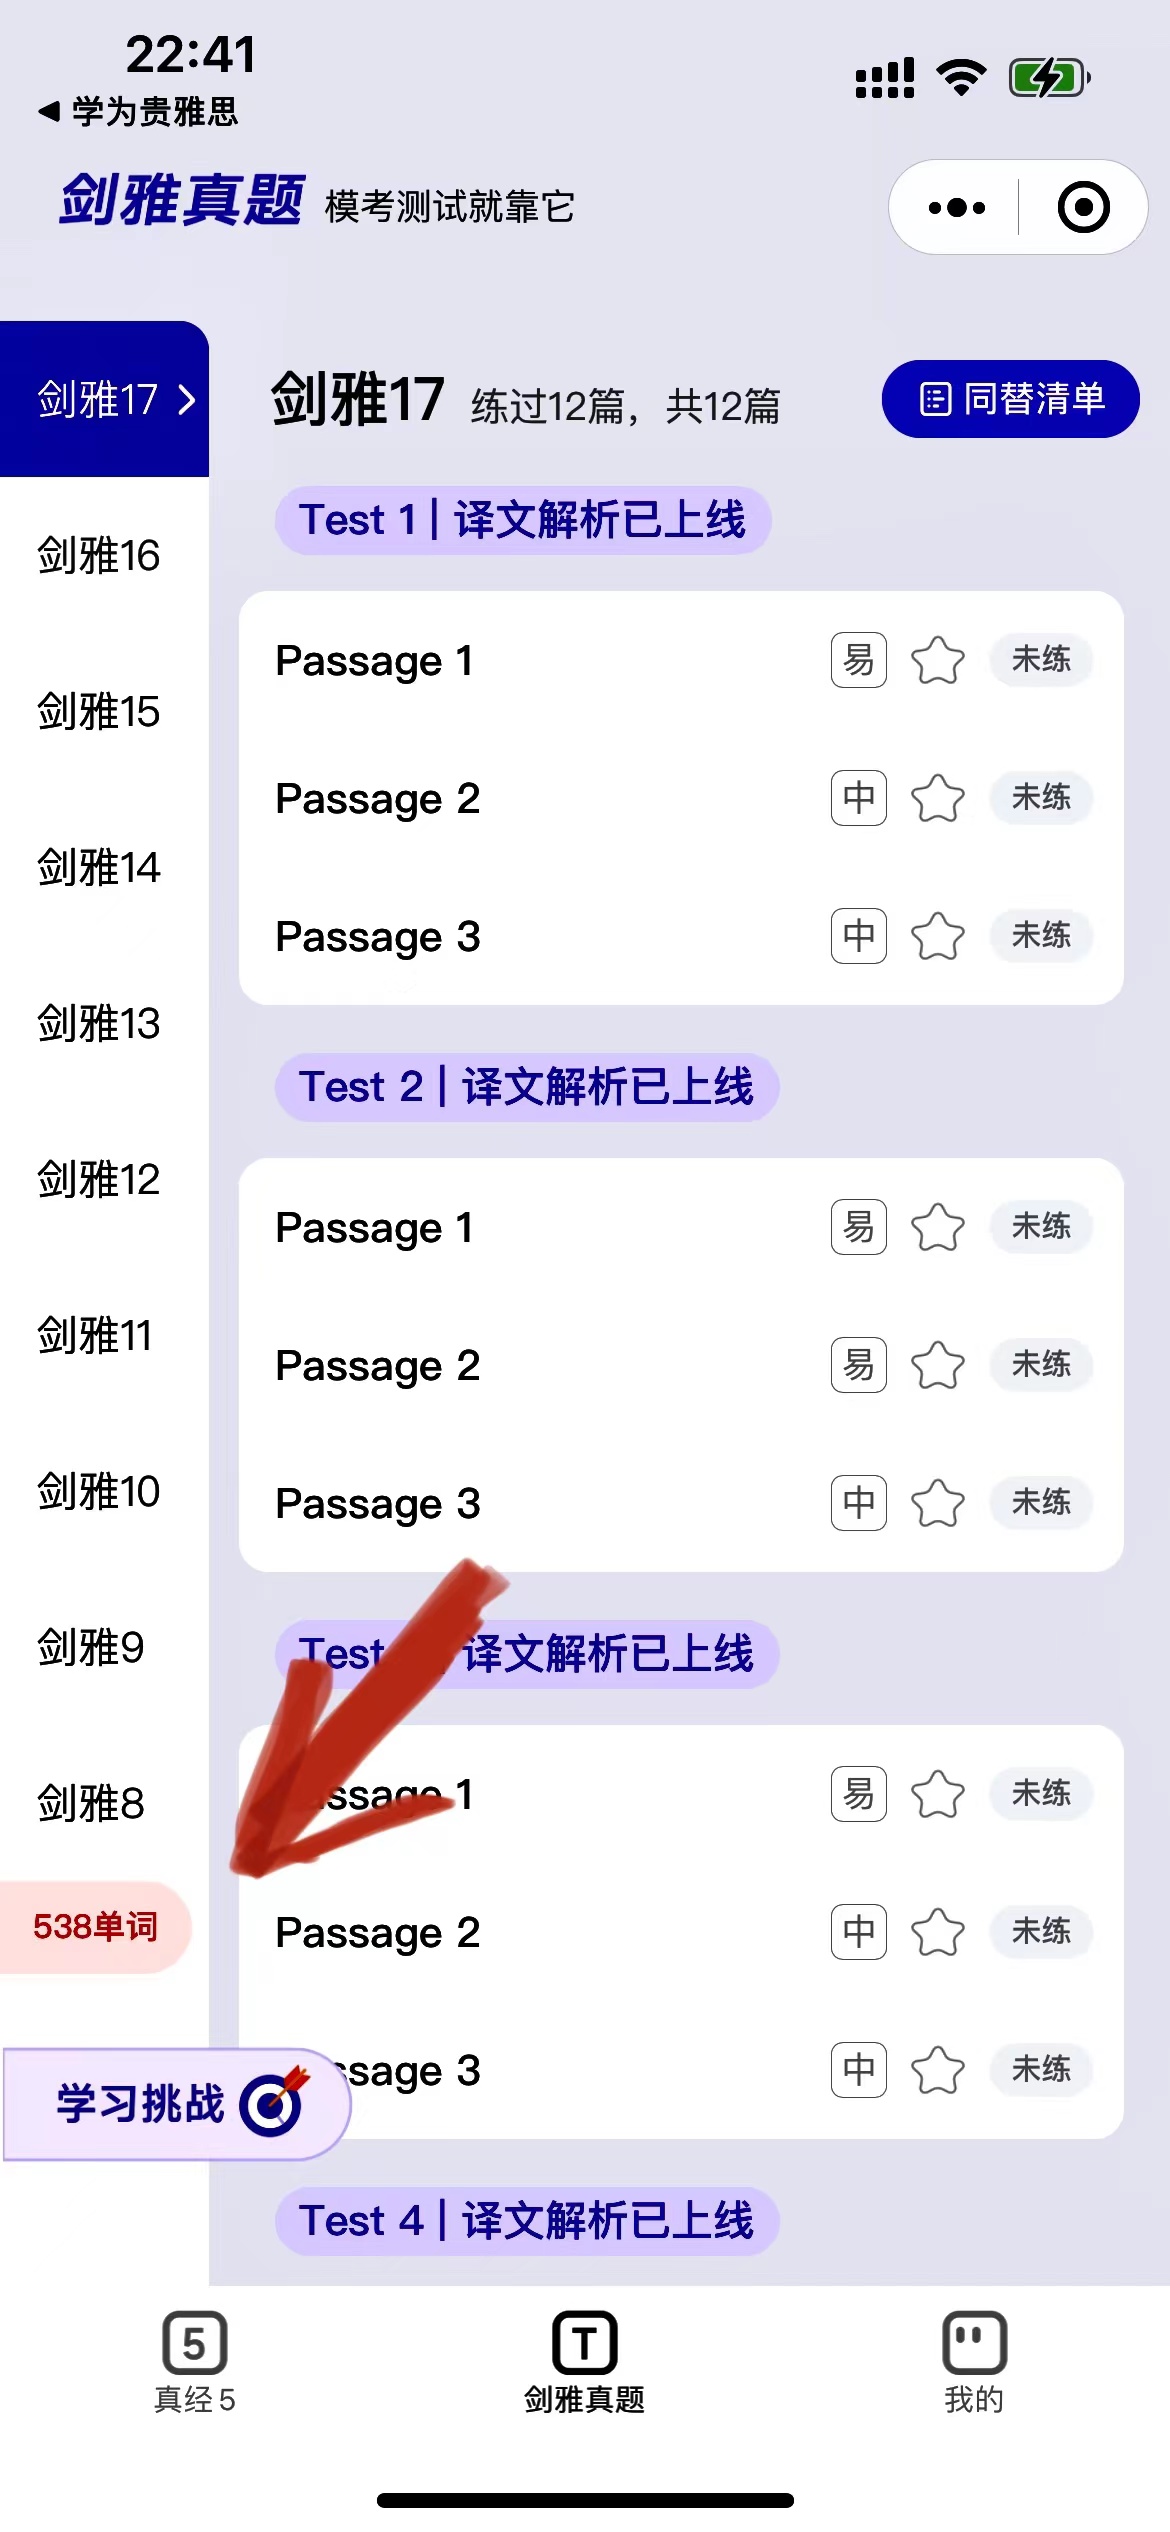 22:41
◀ 学为贵雅思
剑雅真题 模考测试就靠它
剑雅17
剑雅16
剑雅15
剑雅14
剑雅13
剑雅12
剑雅11
剑雅10
剑雅9
剑雅8
538单词
学习挑战
剑雅17 练过12篇，共12篇
同替清单
Test 1 | 译文解析已上线
Passage 1 易 未练
Passage 2 中 未练
Passage 3 中 未练
Test 2 | 译文解析已上线
Passage 1 易 未练
Passage 2 易 未练
Passage 3 中 未练
Test | 译文解析已上线
Passage 1 易 未练
Passage 2 中 未练
ssage 3 中 未练
Test 4 | 译文解析已上线
5
真经 5
T
剑雅真题
我的